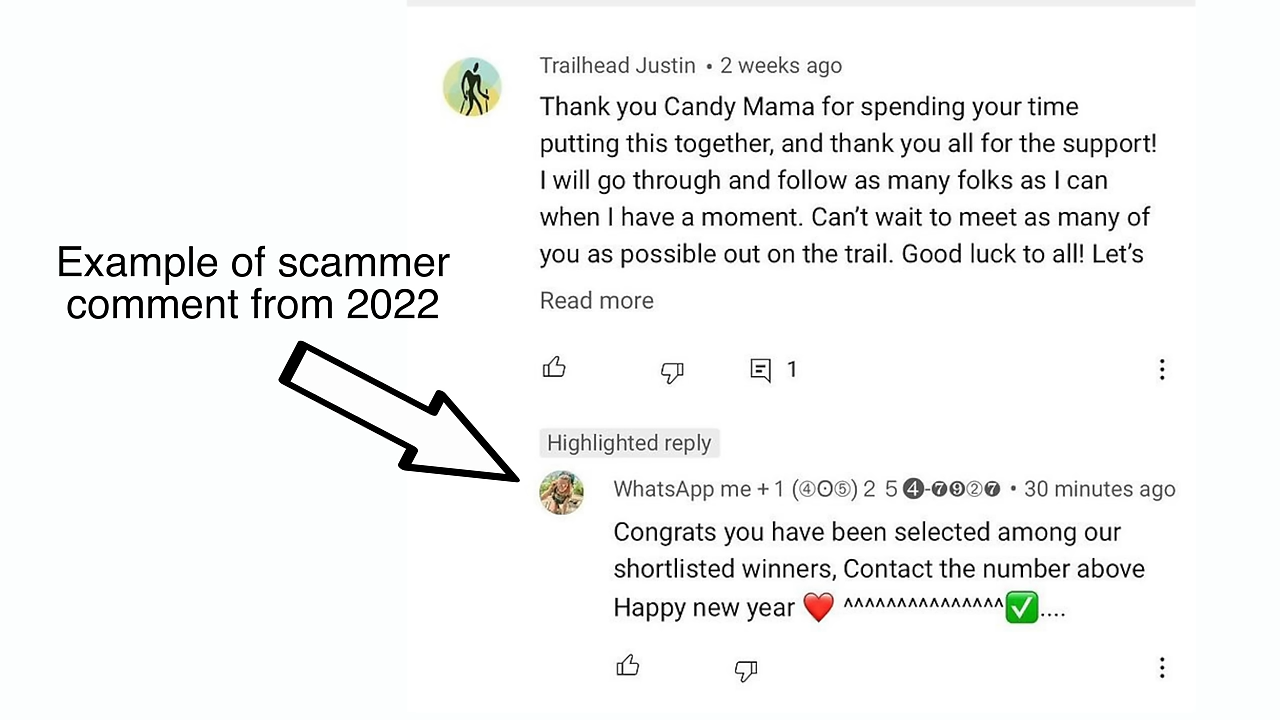 Example of scammer
comment from 2022
Trailhead Justin • 2 weeks ago
Thank you Candy Mama for spending your time
putting this together, and thank you all for the support!
I will go through and follow as many folks as I can
when I have a moment. Can’t wait to meet as many of
you as possible out on the trail. Good luck to all! Let’s
Read more
1
Highlighted reply
WhatsApp me +1 (④ʘ⑤) 2 5❹-❼❾②❼ • 30 minutes ago
Congrats you have been selected among our
shortlisted winners, Contact the number above
Happy new year ❤️ ^^^^^^^^^^^^^^^✅....